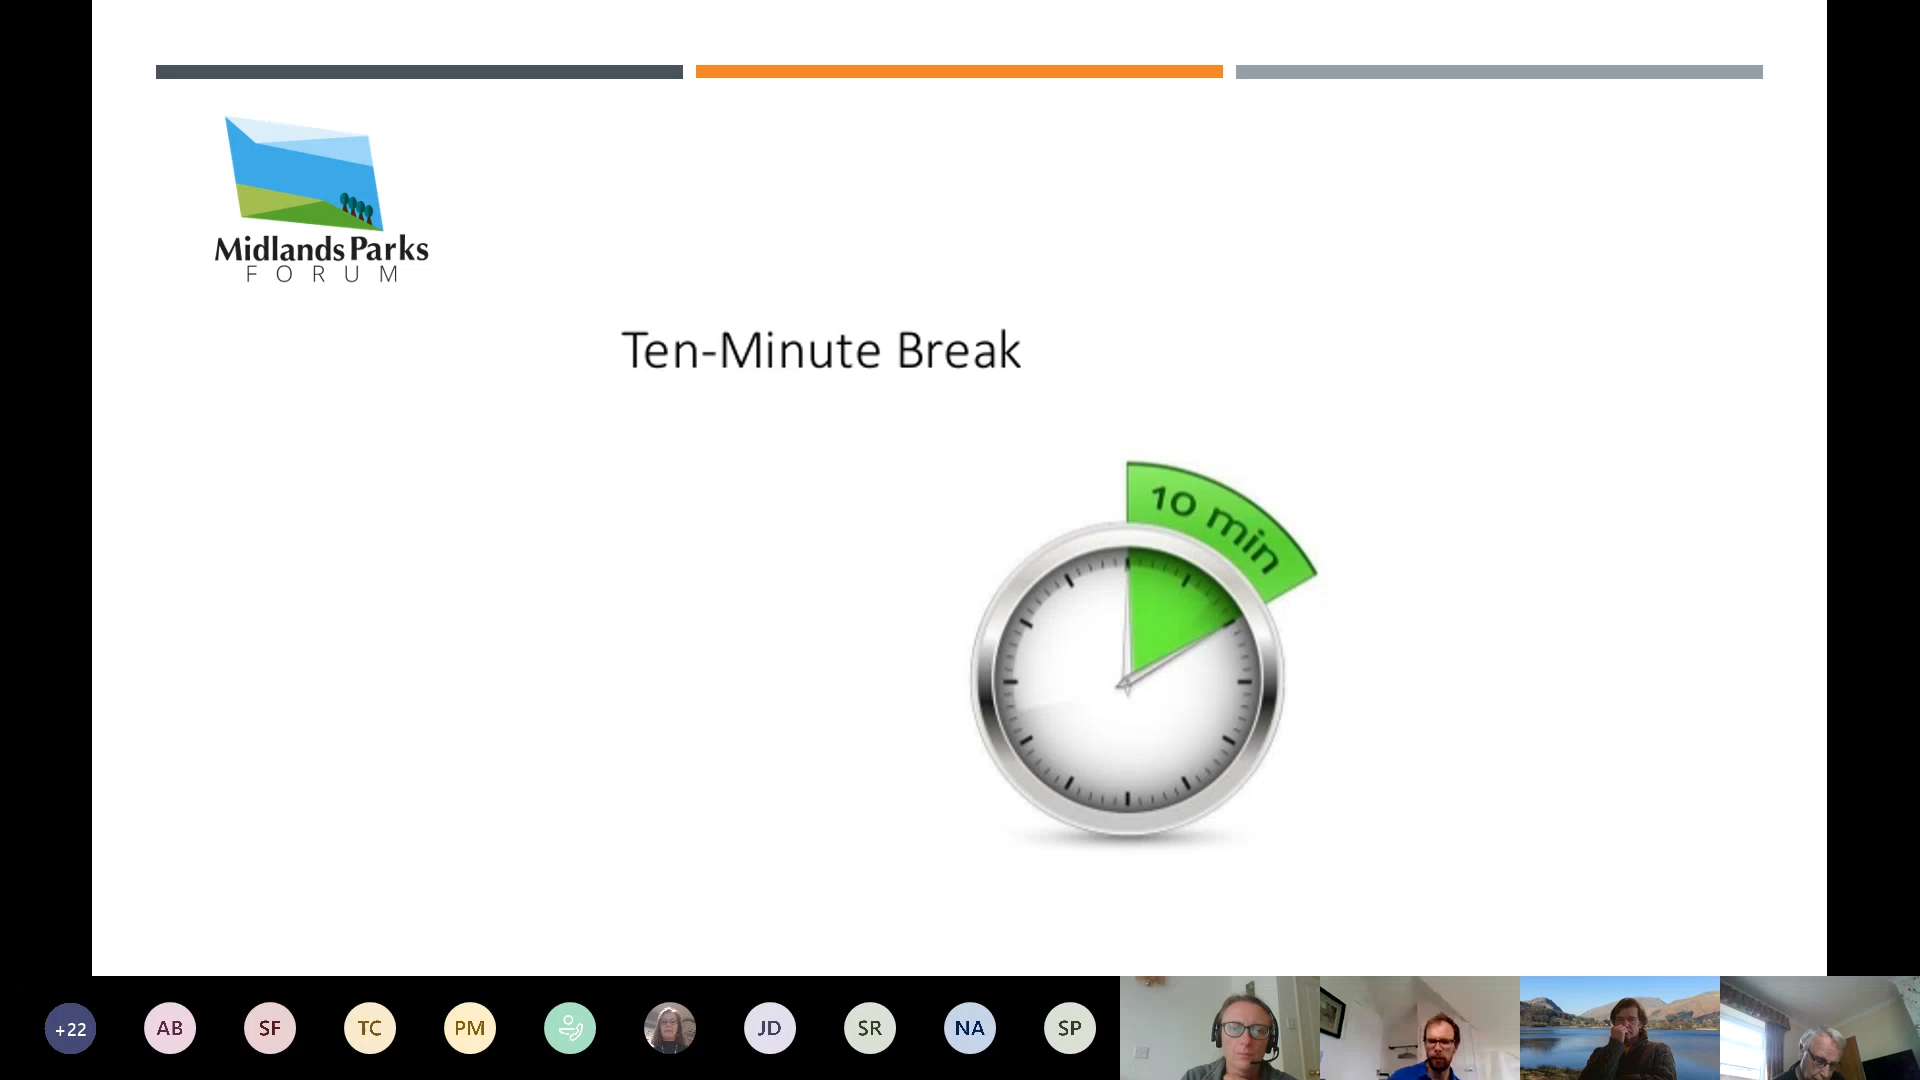 Midlands Parks
FORUM
Ten-Minute Break
10 min
+22
AB
SF
TC
PM
JD
SR
NA
SP